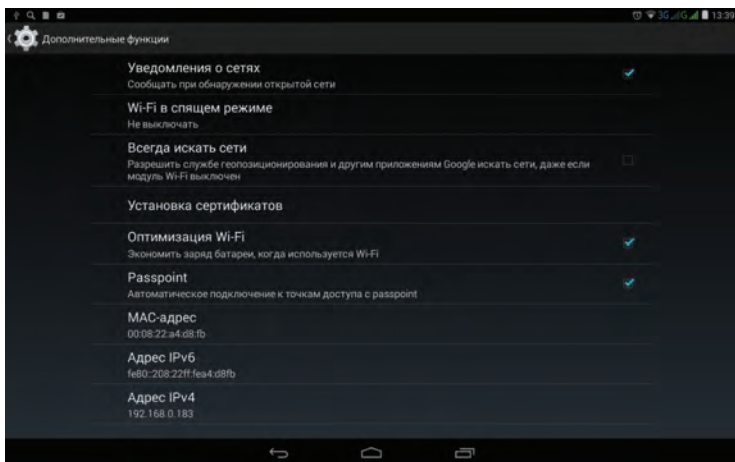 3G G 13:39
Дополнительные функции
Уведомления о сетях
Сообщать при обнаружении открытой сети
Wi-Fi в спящем режиме
Не выключать
Всегда искать сети
Разрешить службе геопозиционирования и другим приложениям Google искать сети, даже если
модуль Wi-Fi выключен
Установка сертификатов
Оптимизация Wi-Fi
Экономить заряд батареи, когда используется Wi-Fi
Passpoint
Автоматическое подключение к точкам доступа с passpoint
MAC-адрес
00:08:22:a4:d8:fb
Адрес IPv6
fe80::208:22ff:fea4:d8fb
Адрес IPv4
192.168.0.183